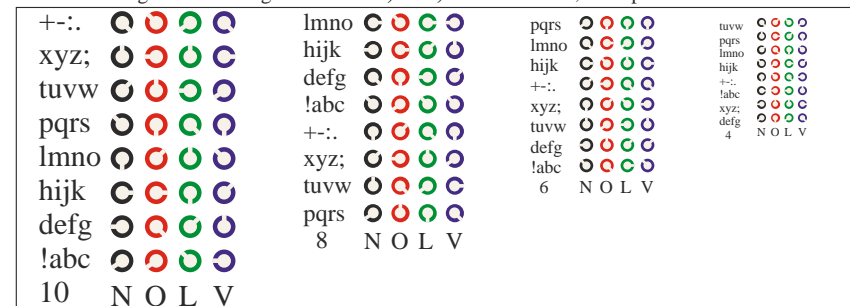 +-:.
xyz;
tuvw
pqrs
lmno
hijk
defg
!abc
10 N O L V
lmno
hijk
defg
!abc
+-:.
xyz;
tuvw
pqrs
8 N O L V
pqrs
lmno
hijk
+-:.
xyz;
tuvw
defg
!abc
6 N O L V
tuvw
pqrs
lmno
hijk
+-:.
!abc
xyz;
defg
4 N O L V